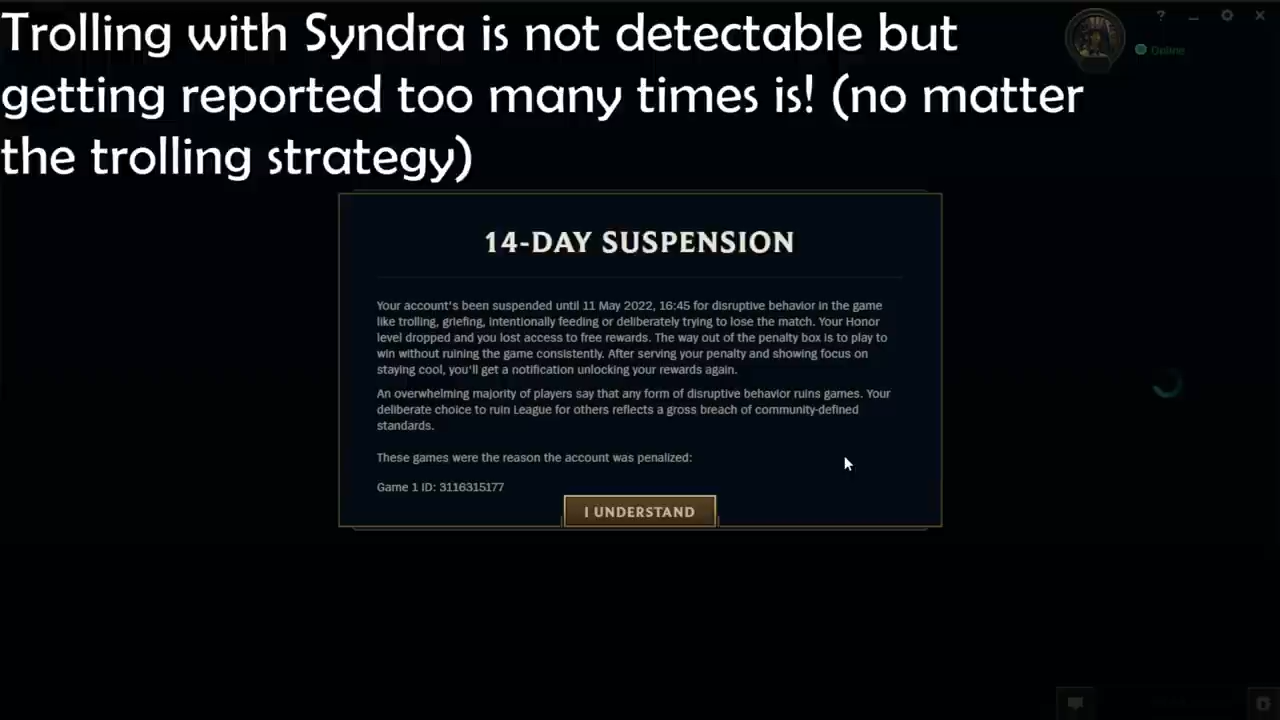 Trolling with Syndra is not detectable but
getting reported too many times is! (no matter
the trolling strategy)
?
Online
14-DAY SUSPENSION
Your account's been suspended until 11 May 2022, 16:45 for disruptive behavior in the game
like trolling, griefing, intentionally feeding or deliberately trying to lose the match. Your Honor
level dropped and you lost access to free rewards. The way out of the penalty box is to play to
win without ruining the game consistently. After serving your penalty and showing focus on
staying cool, you'll get a notification unlocking your rewards again.
An overwhelming majority of players say that any form of disruptive behavior ruins games. Your
deliberate choice to ruin League for others reflects a gross breach of community-defined
standards.
These games were the reason the account was penalized:
Game 1 ID: 3116315177
I UNDERSTAND